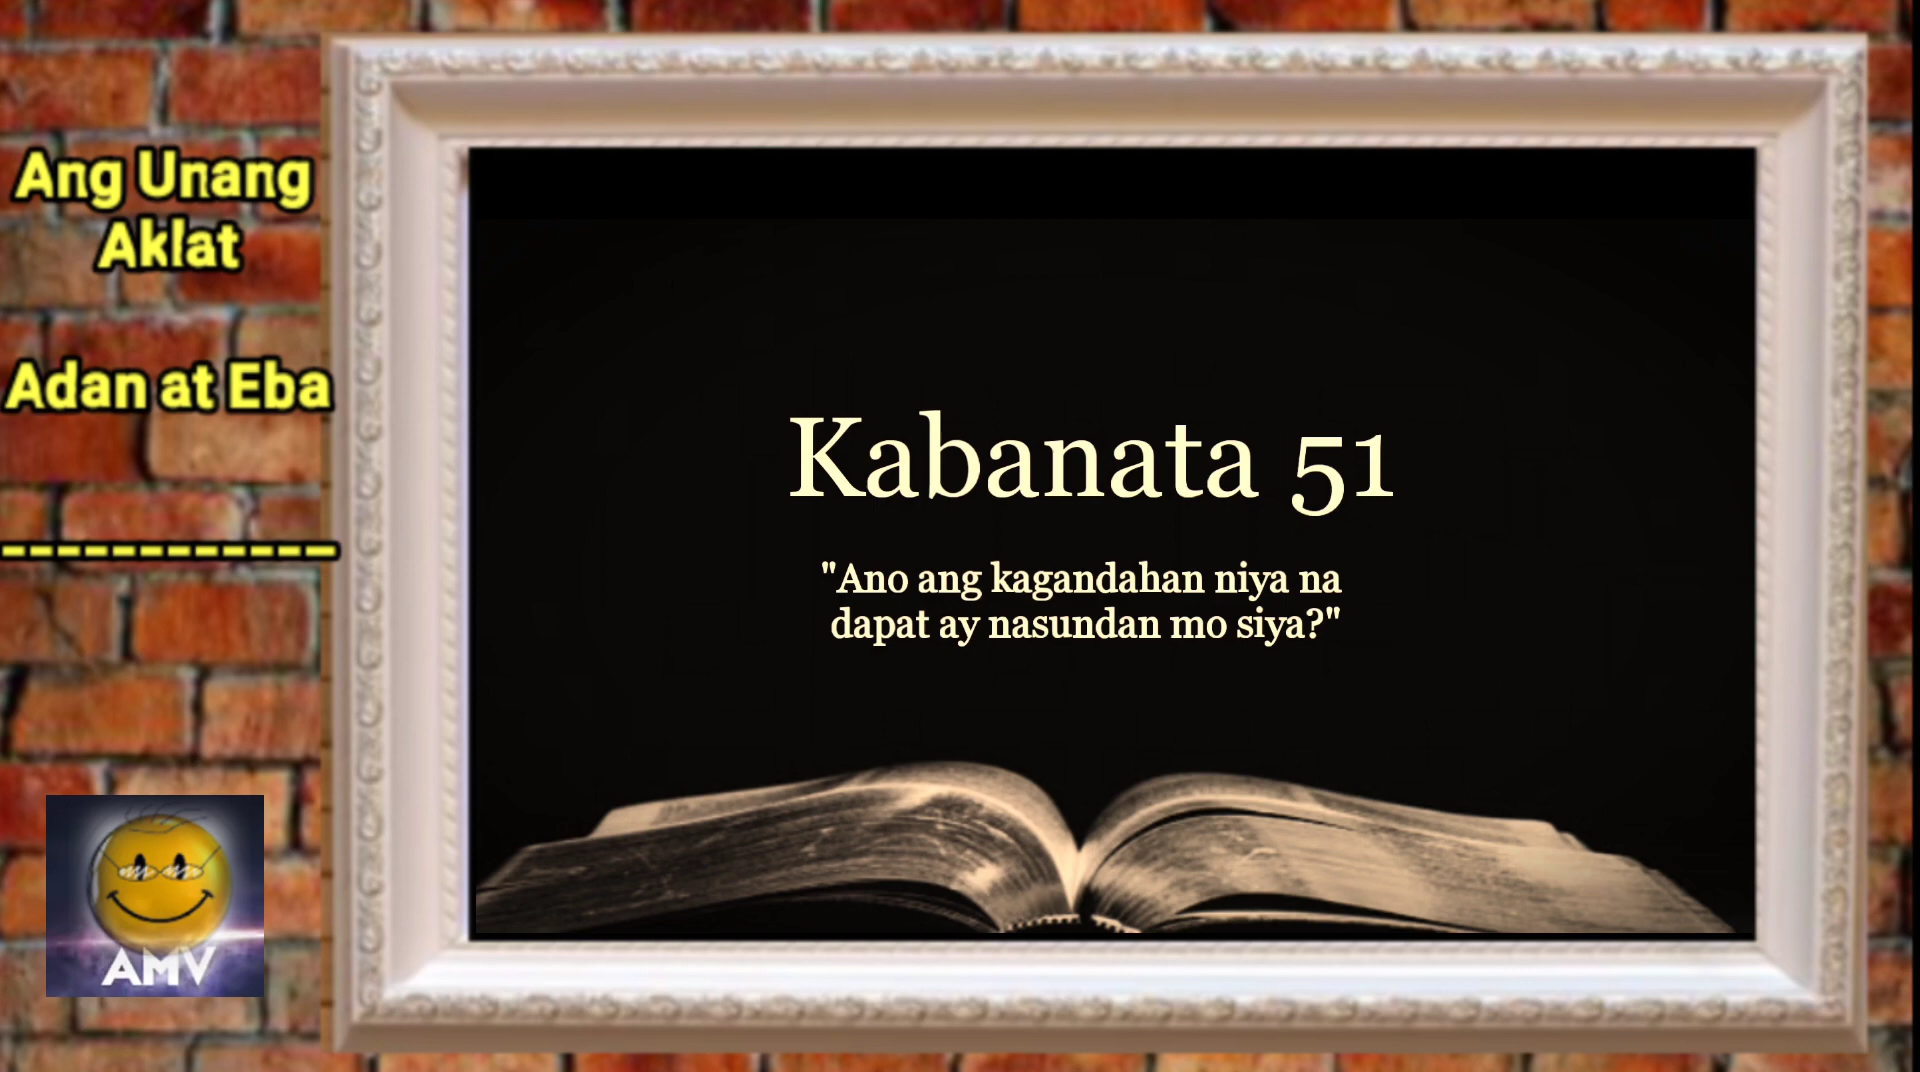 Ang Unang
Aklat
Adan at Eba
------------
Kabanata 51
"Ano ang kagandahan niya na
dapat ay nasundan mo siya?"
AMV